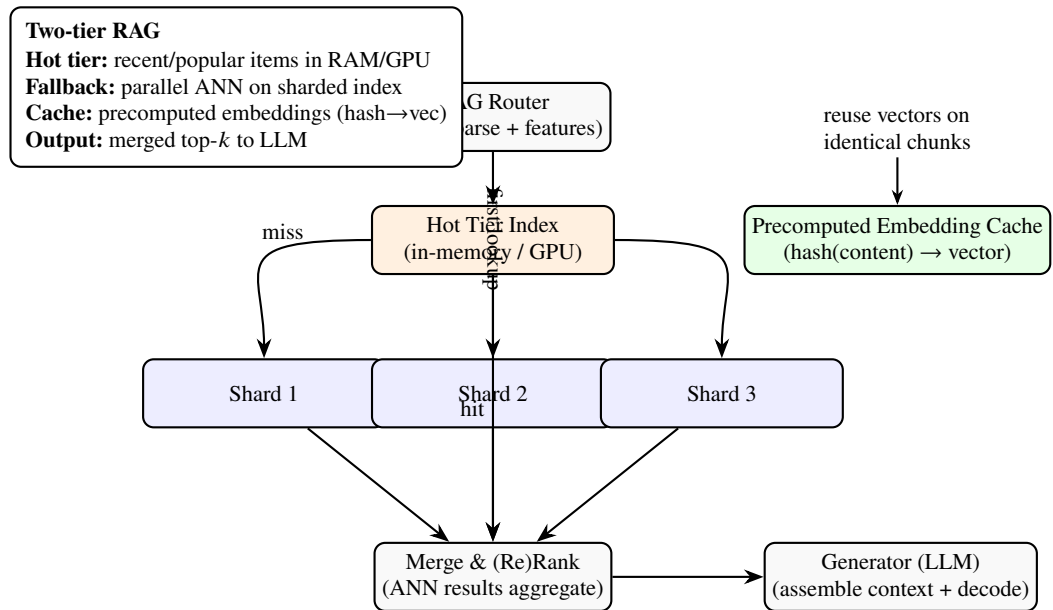 Two-tier RAG
Hot tier: recent/popular items in RAM/GPU
Fallback: parallel ANN on sharded index
Cache: precomputed embeddings (hash→vec)
Output: merged top-k to LLM
Router
+ features)
reuse vectors on
identical chunks
first lookup
miss
Hot Tier Index
(in-memory / GPU)
Precomputed Embedding Cache
(hash(content) → vector)
Shard 1
Shard 2
Shard 3
hit
Merge & (Re)Rank
(ANN results aggregate)
Generator (LLM)
(assemble context + decode)